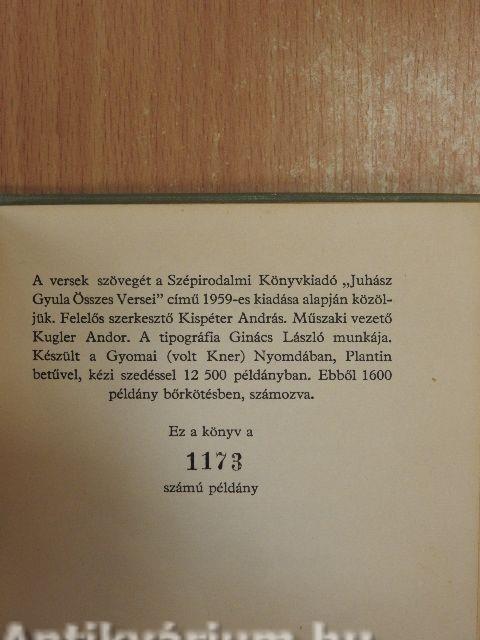 A versek szövegét a Szépirodalmi Könyvkiadó „Juhász
Gyula Összes Versei” című 1959-es kiadása alapján közöl-
jük. Felelős szerkesztő Kispéter András. Műszaki vezető
Kugler Andor. A tipográfia Ginács László munkája.
Készült a Gyomai (volt Kner) Nyomdában, Plantin
betűvel, kézi szedéssel 12 500 példányban. Ebből 1600
példány bőrkötésben, számozva.
Ez a könyv a
1173
számú példány
Antikvárium.hu